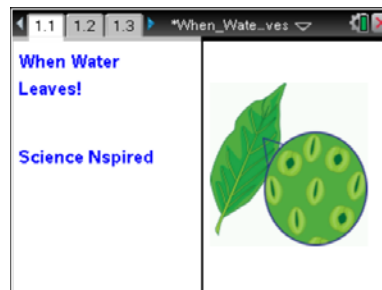 1.1 1.2 1.3 *When_Wate...ves
When Water
Leaves!
Science Nspired